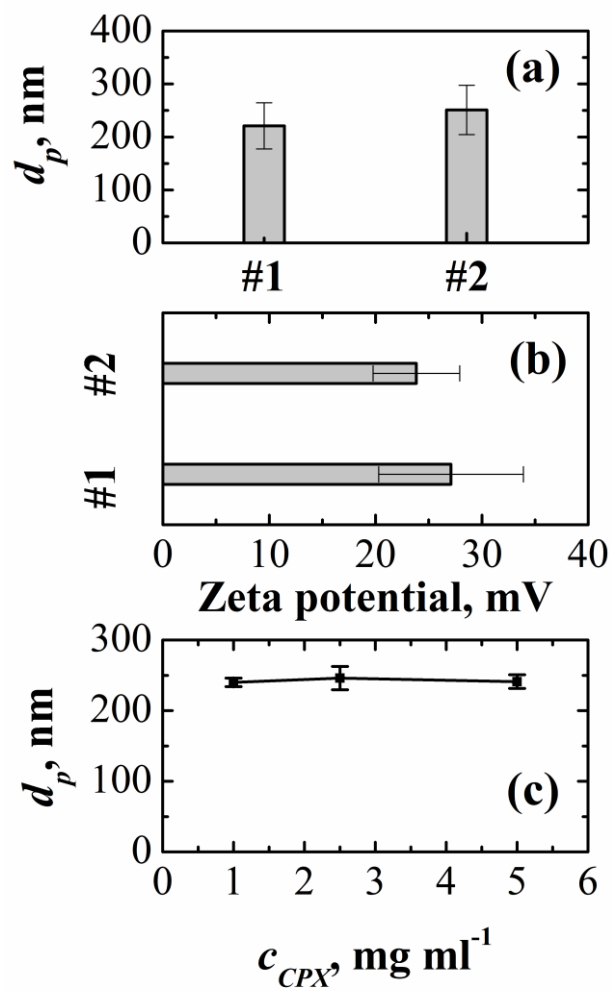 400
300
200
100
0
d_p, nm
(a)
#1 #2
#2
#1
(b)
0 10 20 30 40
Zeta potential, mV
300
200
100
0
d_p, nm
(c)
0 1 2 3 4 5 6
c_CPX, mg ml⁻¹